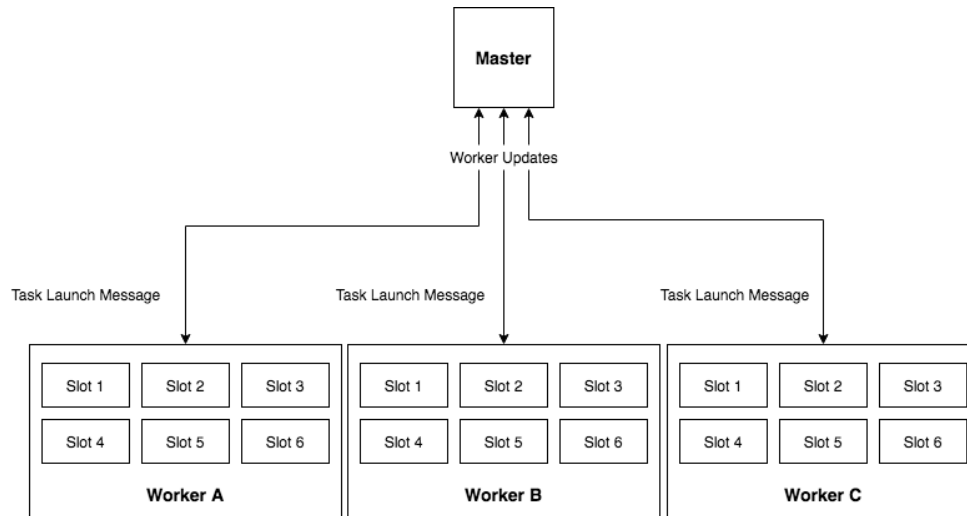 Master
Worker Updates
Task Launch Message
Task Launch Message
Task Launch Message
Slot 1
Slot 2
Slot 3
Slot 4
Slot 5
Slot 6
Worker A
Slot 1
Slot 2
Slot 3
Slot 4
Slot 5
Slot 6
Worker B
Slot 1
Slot 2
Slot 3
Slot 4
Slot 5
Slot 6
Worker C